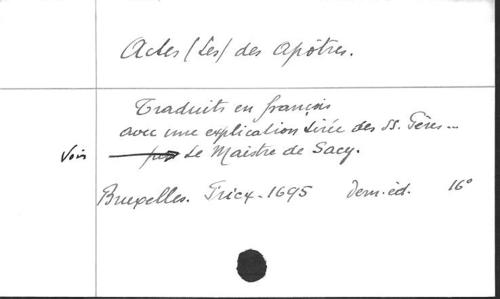 Actes (Les) des Apôtres.
Traduits en françois
avec une explication tirée des SS. Pères...
Voir par Le Maistre de Sacy.
Bruxelles. Fricx. 1695 dern. éd. 16°